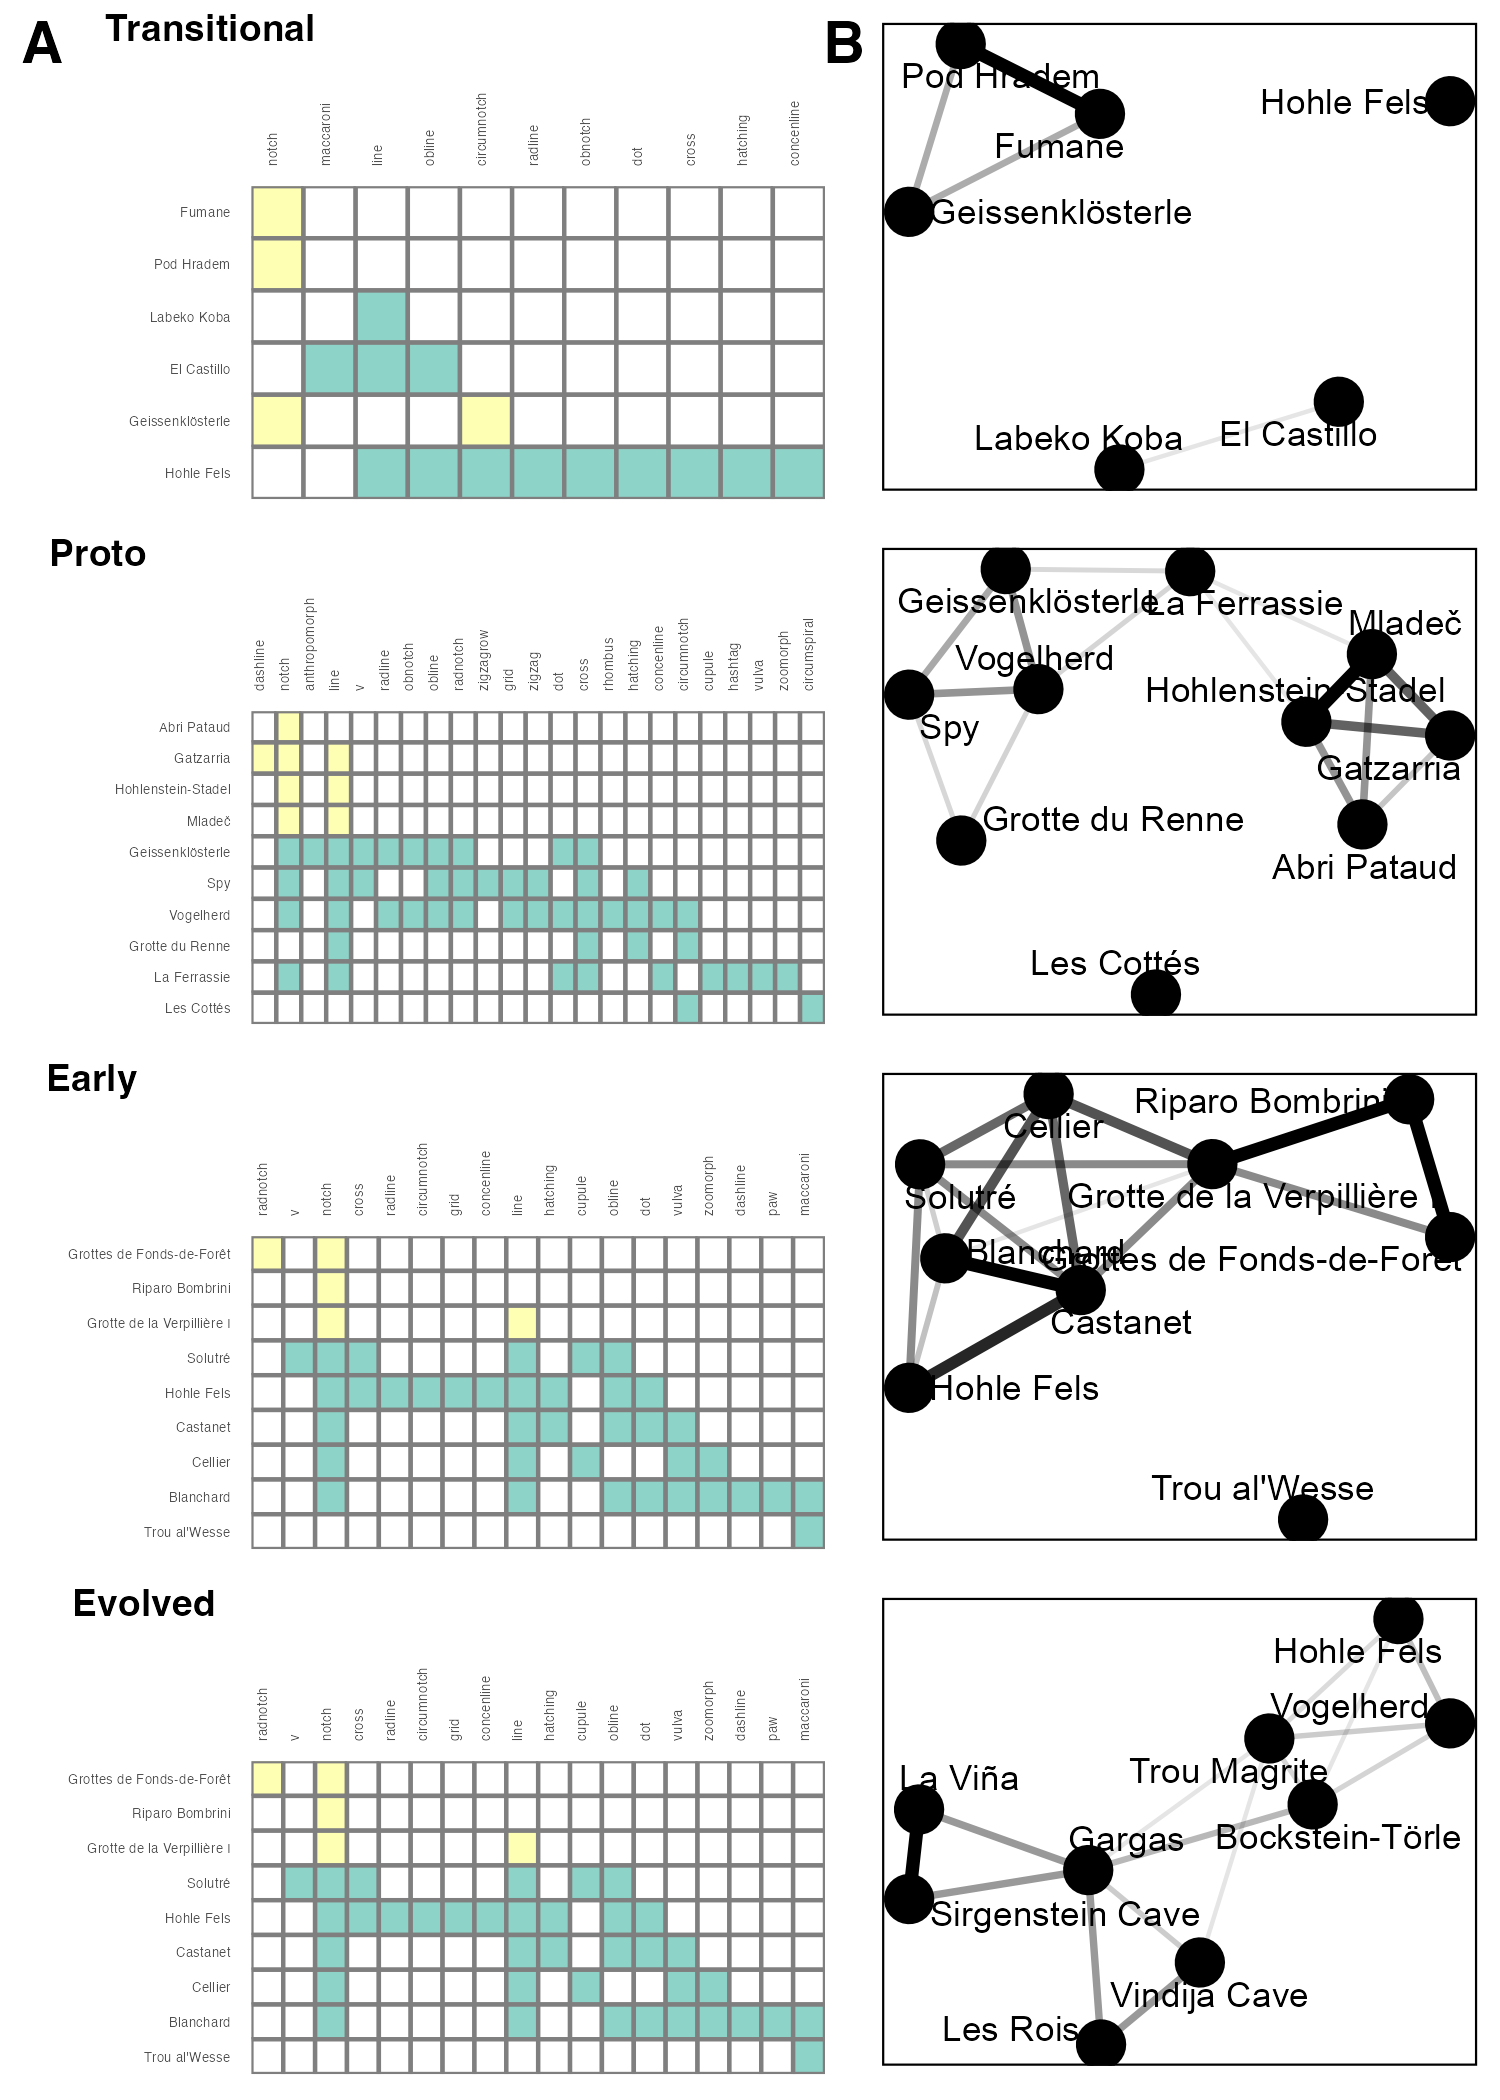 A
Transitional
notch
maccaroni
line
obline
circumnotch
radline
obnotch
dot
cross
hatching
concenline
Fumane
Pod Hradem
Labeko Koba
El Castillo
Geissenklösterle
Hohle Fels
B
Pod Hradem
Hohle Fels
Fumane
Geissenklösterle
Labeko Koba
El Castillo
Proto
dashline
notch
anthropomorph
line
v
radline
obnotch
obline
radnotch
zigzagrow
grid
zigzag
dot
cross
rhombus
hatching
concenline
circumnotch
cupule
hashtag
vulva
zoomorph
circumspiral
Abri Pataud
Gatzarria
Hohlenstein-Stadel
Mladeč
Geissenklösterle
Spy
Vogelherd
Grotte du Renne
La Ferrassie
Les Cottés
Geissenklösterle
La Ferrassie
Mladeč
Vogelherd
Hohlenstein-Stadel
Spy
Gatzarria
Grotte du Renne
Abri Pataud
Les Cottés
Early
radnotch
v
notch
cross
radline
circumnotch
grid
concenline
line
hatching
cupule
obline
dot
vulva
zoomorph
dashline
paw
maccaroni
Grottes de Fonds-de-Forêt
Riparo Bombrini
Grotte de la Verpillière I
Solutré
Hohle Fels
Castanet
Cellier
Blanchard
Trou al'Wesse
Riparo Bombrini
Cellier
Solutré
Grotte de la Verpillière I
Blanchard
Grottes de Fonds-de-Forêt
Castanet
Hohle Fels
Trou al'Wesse
Evolved
radnotch
v
notch
cross
radline
circumnotch
grid
concenline
line
hatching
cupule
obline
dot
vulva
zoomorph
dashline
paw
maccaroni
Grottes de Fonds-de-Forêt
Riparo Bombrini
Grotte de la Verpillière I
Solutré
Hohle Fels
Castanet
Cellier
Blanchard
Trou al'Wesse
Hohle Fels
Vogelherd
La Viña
Trou Magrite
Gargas
Bockstein-Törle
Sirgenstein Cave
Vindija Cave
Les Rois